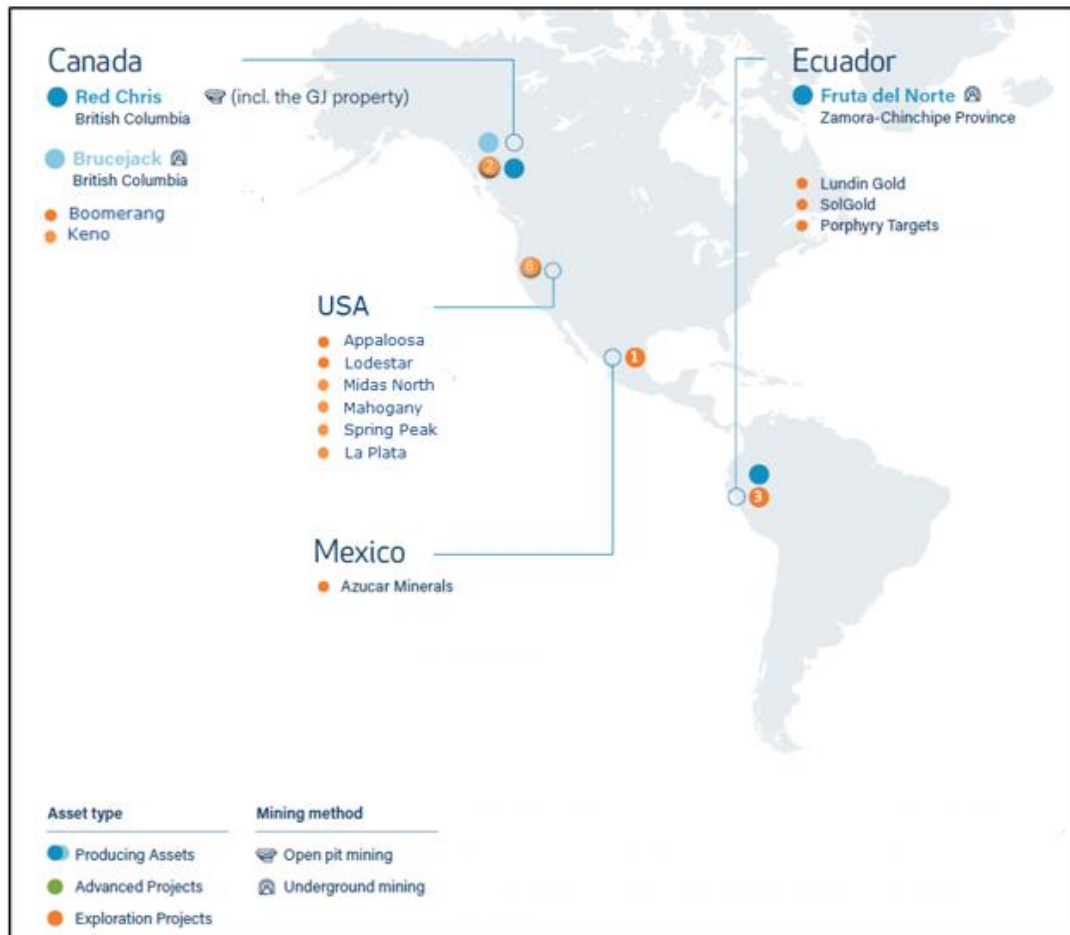 Canada
Red Chris (incl. the GJ property)
British Columbia
Brucejack
British Columbia
Boomerang
Keno
2
Ecuador
Fruta del Norte
Zamora-Chinchipe Province
Lundin Gold
SolGold
Porphyry Targets
6
USA
Appaloosa
Lodestar
Midas North
Mahogany
Spring Peak
La Plata
1
3
Mexico
Azucar Minerals
Asset type
Producing Assets
Advanced Projects
Exploration Projects
Mining method
Open pit mining
Underground mining